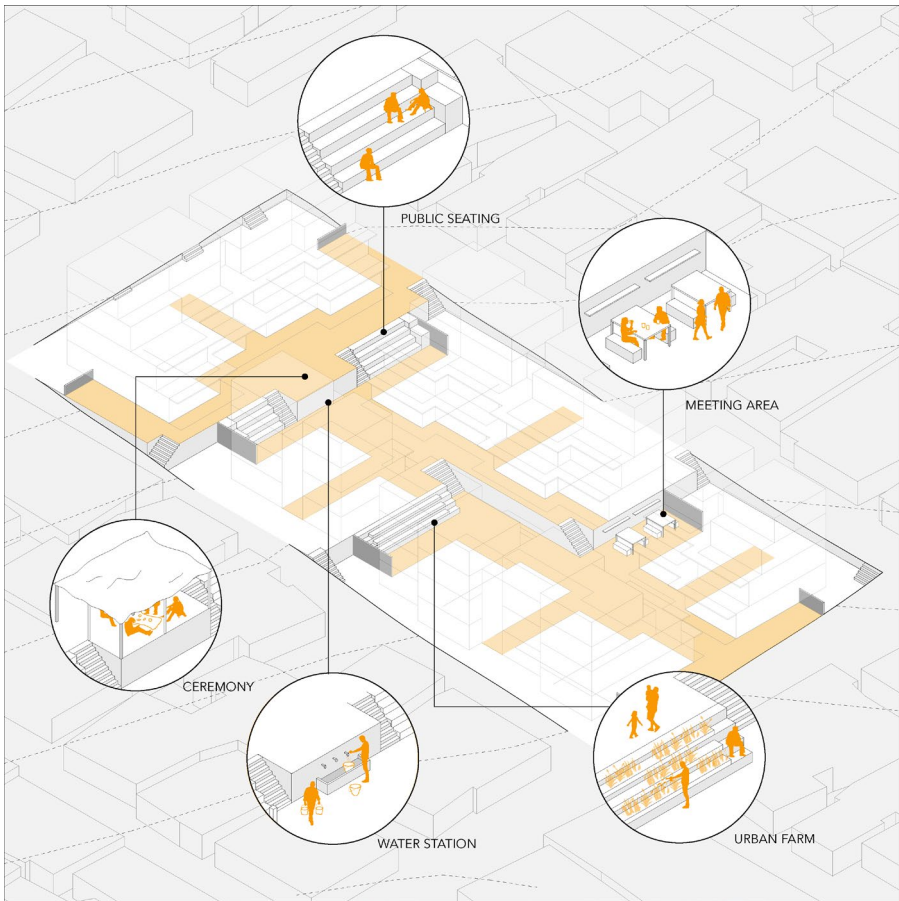 PUBLIC SEATING
MEETING AREA
CEREMONY
WATER STATION
URBAN FARM